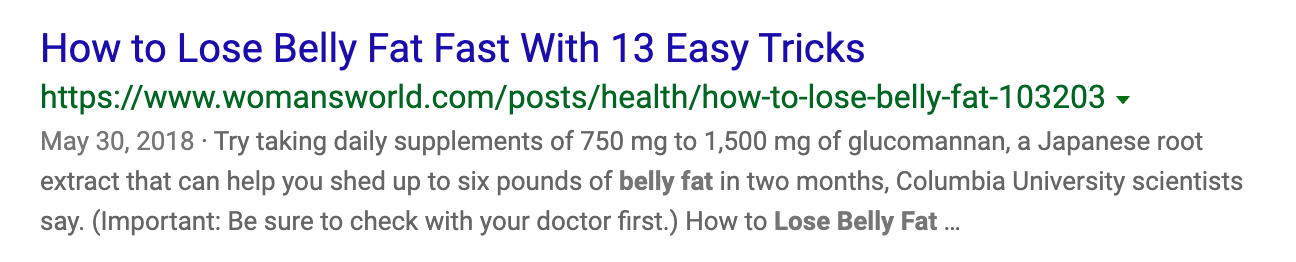 How to Lose Belly Fat Fast With 13 Easy Tricks
https://www.womansworld.com/posts/health/how-to-lose-belly-fat-103203
May 30, 2018 · Try taking daily supplements of 750 mg to 1,500 mg of glucomannan, a Japanese root
extract that can help you shed up to six pounds of belly fat in two months, Columbia University scientists
say. (Important: Be sure to check with your doctor first.) How to Lose Belly Fat ...